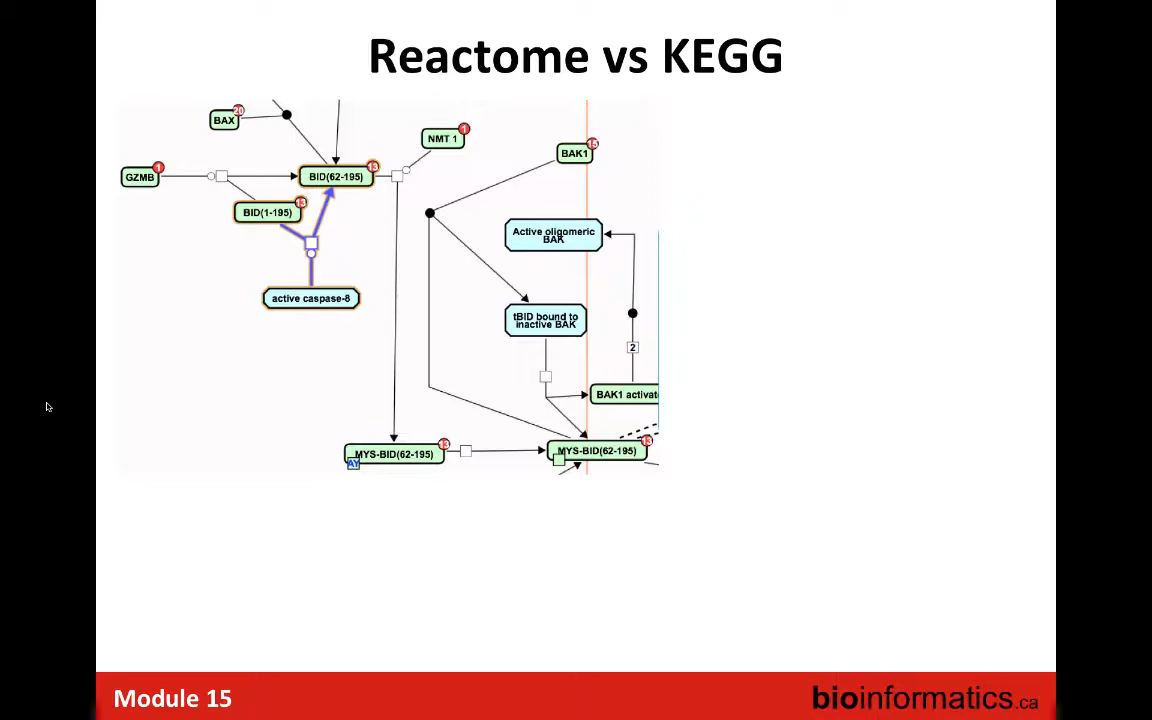 Reactome vs KEGG
BAX
20
NMT 1
1
BAK1
15
GZMB
1
BID(62-195)
13
BID(1-195)
13
Active oligomeric
BAK
active caspase-8
tBID bound to
inactive BAK
2
BAK1 activat
MYS-BID(62-195)
13
AY
MYS-BID(62-195)
13
Module 15
bioinformatics.ca